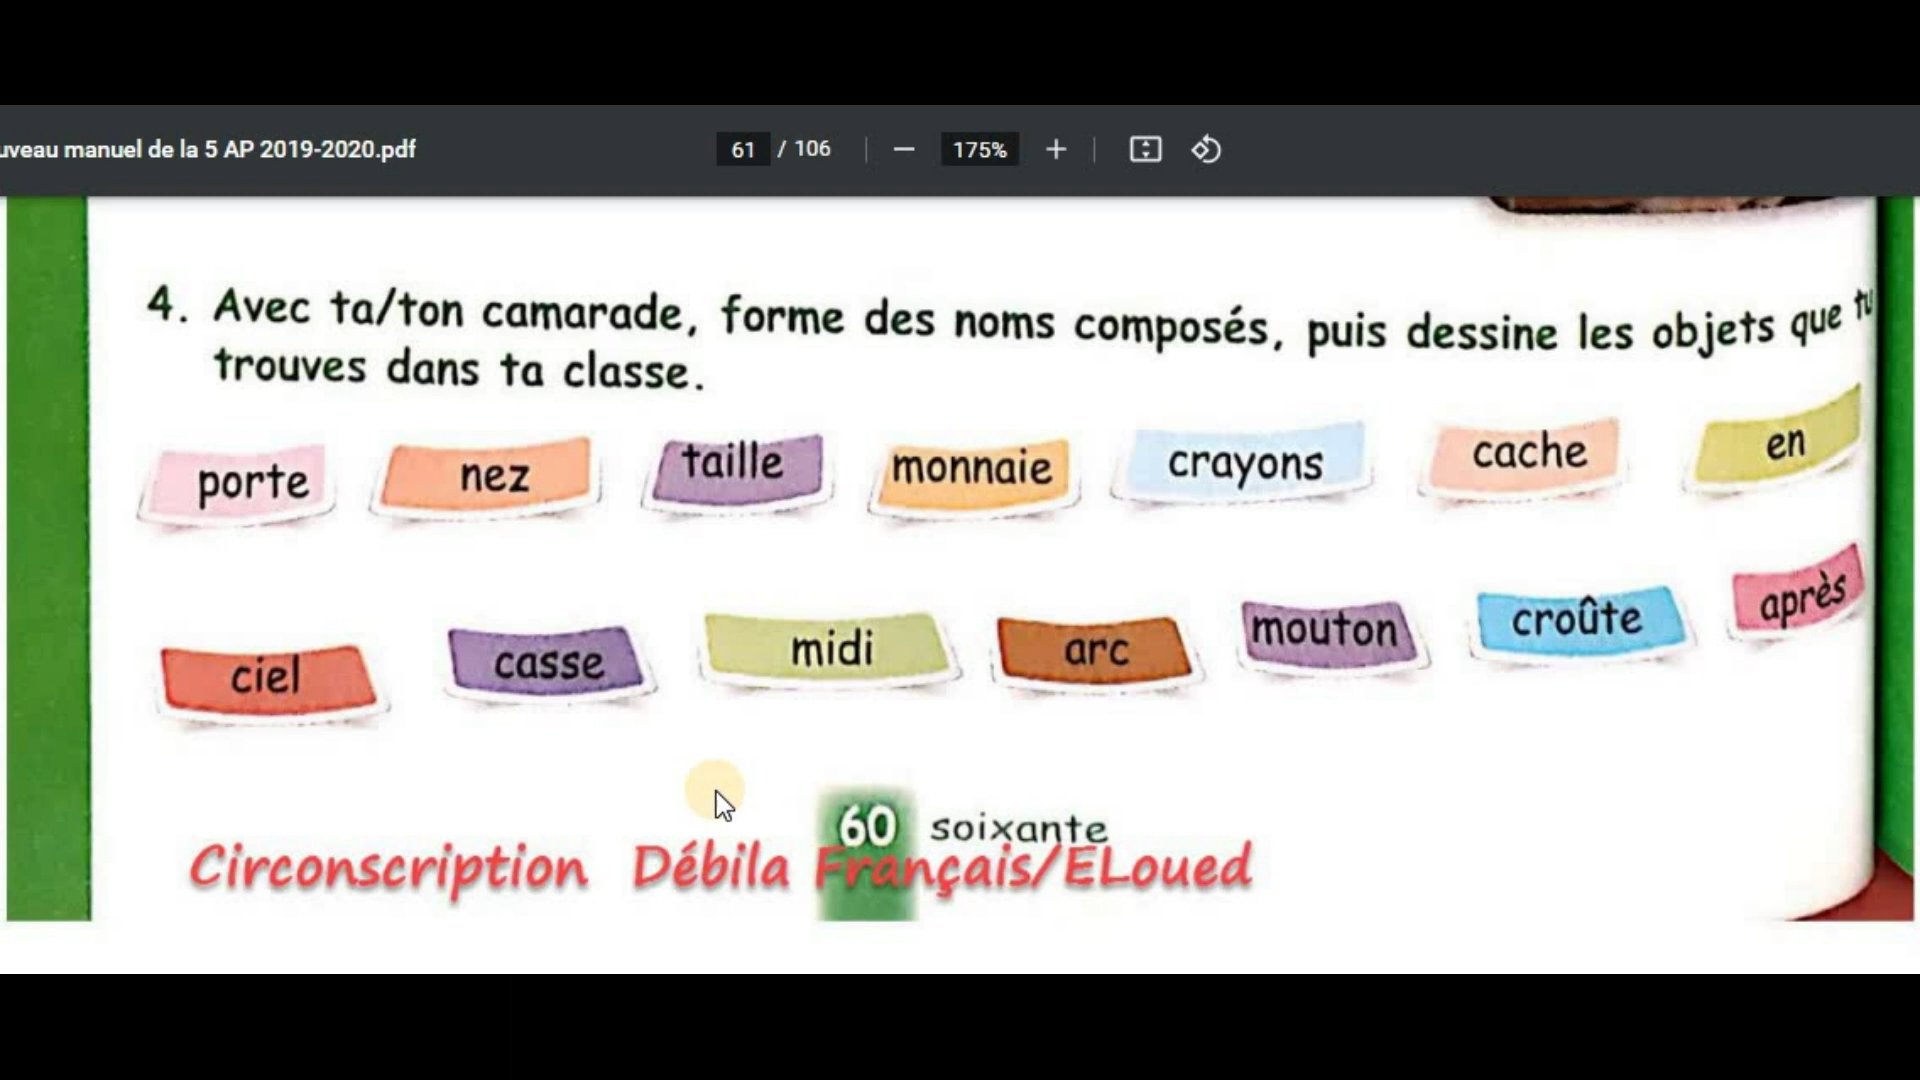 uveau manuel de la 5 AP 2019-2020.pdf 61 / 106 175%
4. Avec ta/ton camarade, forme des noms composés, puis dessine les objets que tu
trouves dans ta classe.
porte nez taille monnaie crayons cache en
ciel casse midi arc mouton croûte après
60 soixante
Circonscription Débila Français/ELoued